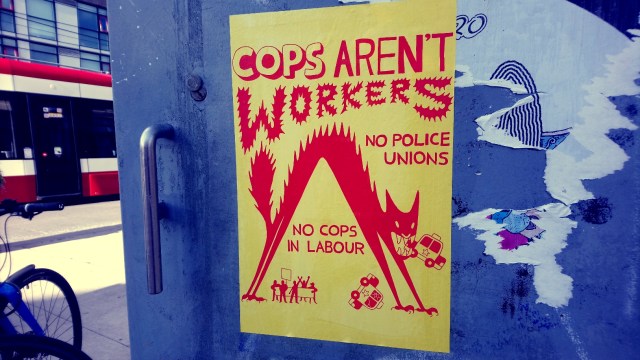 COPS AREN'T
WORKERS
NO POLICE
UNIONS
NO COPS
IN LABOUR